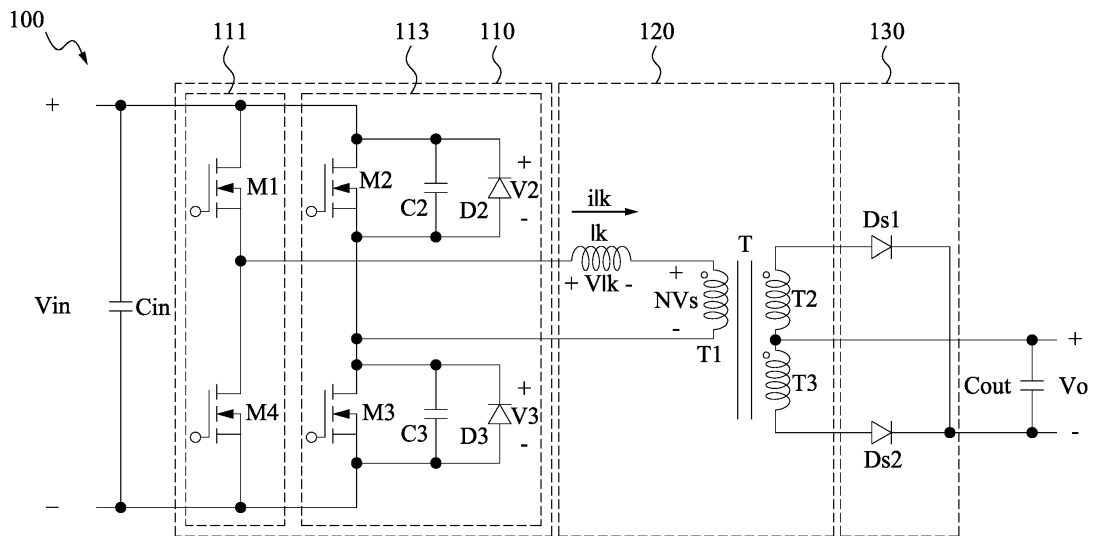 100
111
113
110
120
130
+
M1
M2
C2
D2
+
V2
-
ilk
lk
+ Vlk -
+
NVs
-
T1
T
T2
T3
Ds1
Vin
Cin
M4
M3
C3
D3
+
V3
-
Ds2
Cout
+
Vo
-
−